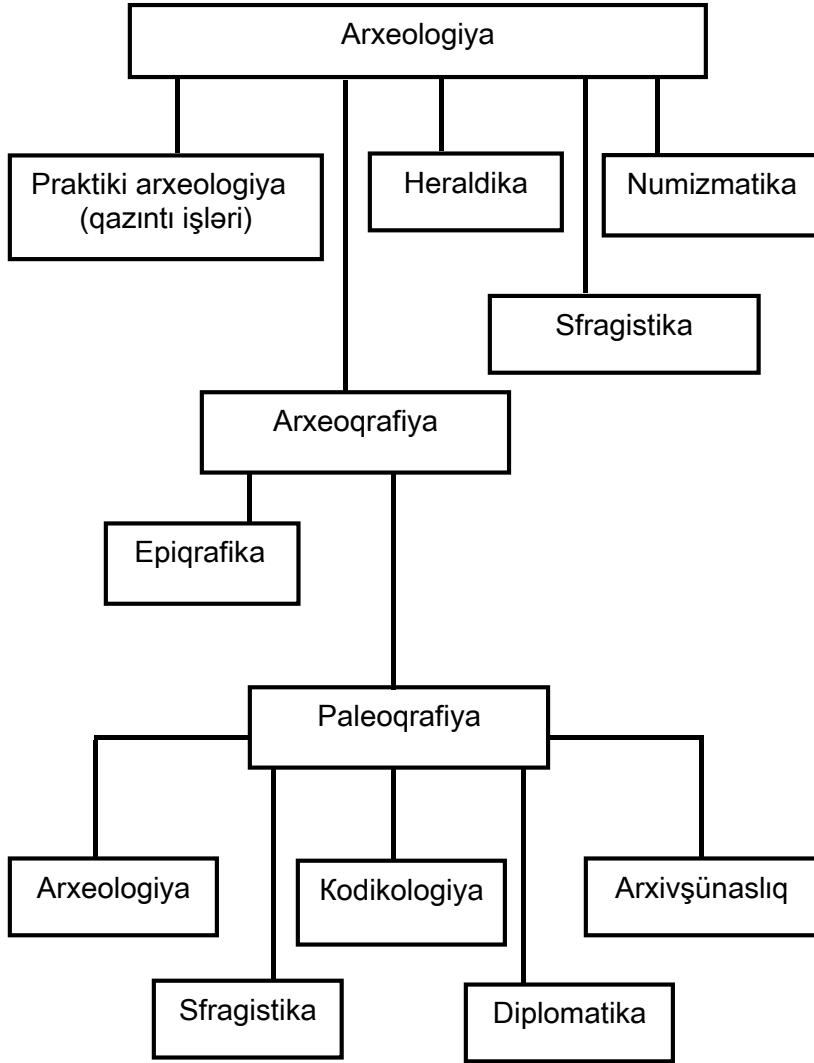 Arxeologiya
Praktiki arxeologiya
(qazıntı işləri)
Heraldika
Numizmatika
Sfragistika
Arxeoqrafiya
Epiqrafika
Paleoqrafiya
Arxeologiya
Kodikologiya
Arxivşünaslıq
Sfragistika
Diplomatika